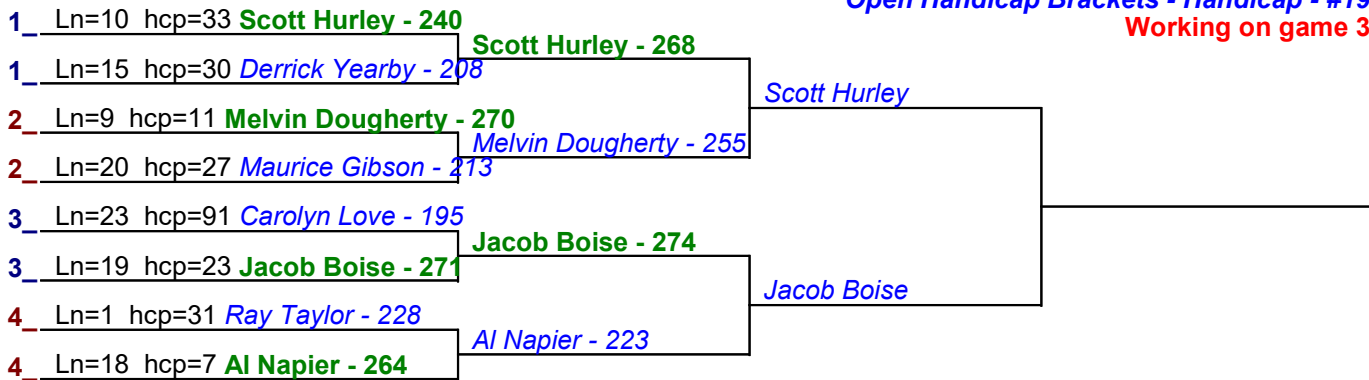 Open Handicap Brackets - Handicap - #19
Working on game 3
1_ Ln=10 hcp=33 Scott Hurley - 240
Scott Hurley - 268
1_ Ln=15 hcp=30 Derrick Yearby - 208
Scott Hurley
2_ Ln=9 hcp=11 Melvin Dougherty - 270
Melvin Dougherty - 255
2_ Ln=20 hcp=27 Maurice Gibson - 213
3_ Ln=23 hcp=91 Carolyn Love - 195
Jacob Boise - 274
3_ Ln=19 hcp=23 Jacob Boise - 271
Jacob Boise
4_ Ln=1 hcp=31 Ray Taylor - 228
Al Napier - 223
4_ Ln=18 hcp=7 Al Napier - 264